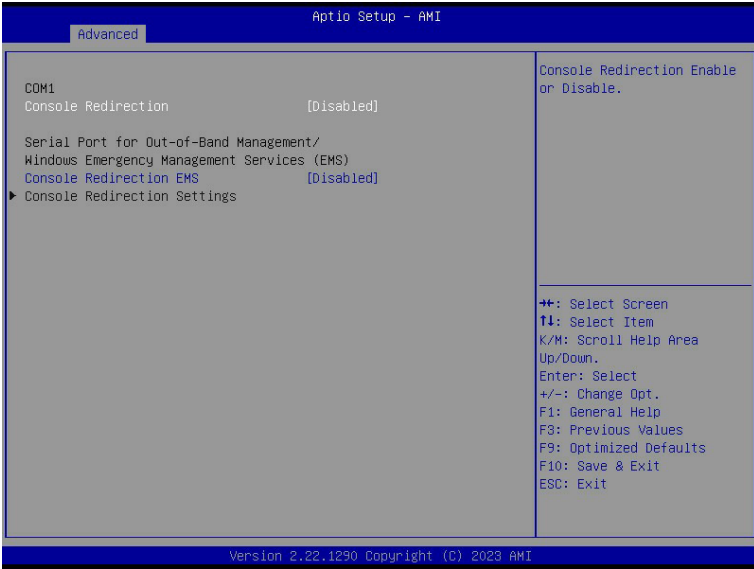 Aptio Setup - AMI
Advanced
COM1
Console Redirection [Disabled]
Serial Port for Out-of-Band Management/
Windows Emergency Management Services (EMS)
Console Redirection EMS [Disabled]
▶ Console Redirection Settings
Console Redirection Enable
or Disable.
→←: Select Screen
↑↓: Select Item
K/M: Scroll Help Area
Up/Down.
Enter: Select
+/-: Change Opt.
F1: General Help
F3: Previous Values
F9: Optimized Defaults
F10: Save & Exit
ESC: Exit
Version 2.22.1290 Copyright (C) 2023 AMI